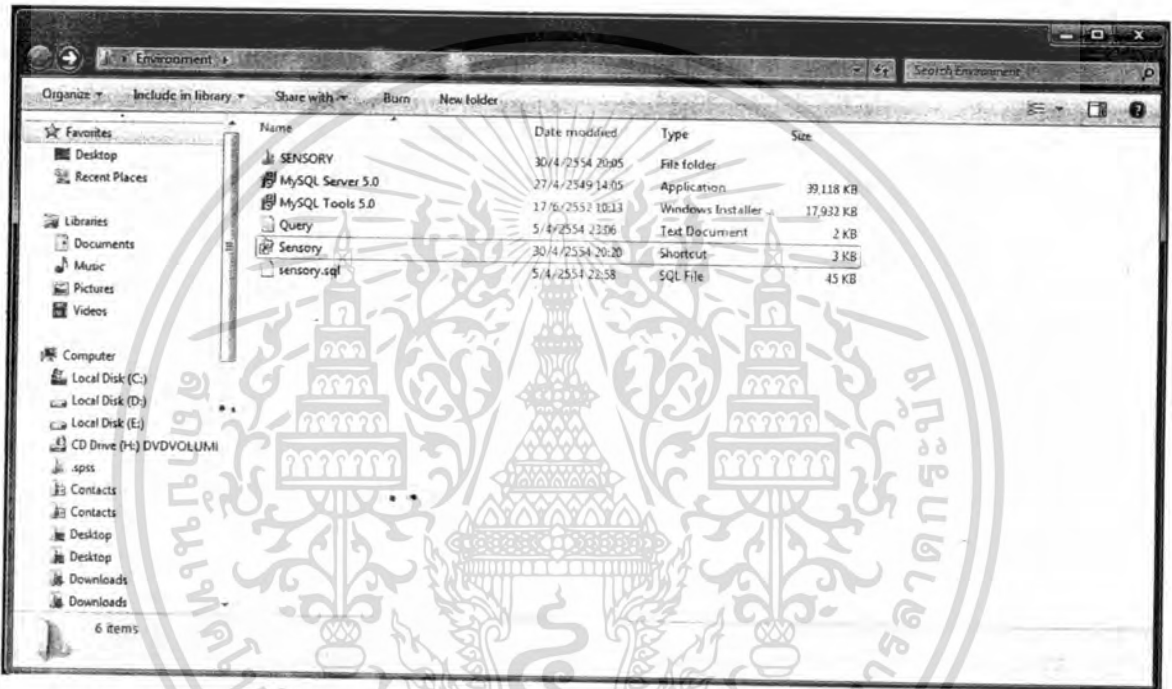 Environment
Search Environment
Organize Include in library Share with Burn New folder
Name Date modified Type Size
SENSORY 30/4/2554 20:05 File folder
MySQL Server 5.0 27/4/2549 14:05 Application 39,118 KB
MySQL Tools 5.0 17/6/2552 10:13 Windows Installer ... 17,932 KB
Query 5/4/2554 23:06 Text Document 2 KB
Sensory 30/4/2554 20:20 Shortcut 3 KB
sensory.sql 5/4/2554 22:58 SQL File 45 KB
Favorites
Desktop
Recent Places
Libraries
Documents
Music
Pictures
Videos
Computer
Local Disk (C:)
Local Disk (D:)
Local Disk (E:)
CD Drive (H:) DVDVOLUMI
.spss
Contacts
Contacts
Desktop
Desktop
Downloads
Downloads
6 items